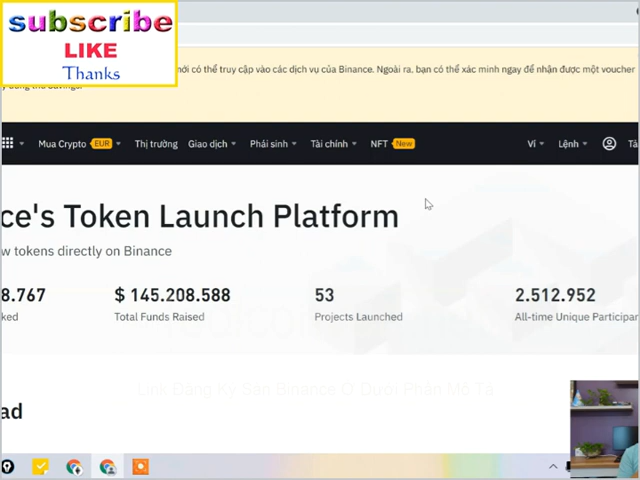 subscribe
LIKE
Thanks
mới có thể truy cập vào các dịch vụ của Binance. Ngoài ra, bạn có thể xác minh ngay để nhận được một voucher
Savings.
Mua Crypto EUR Thị trường Giao dịch Phái sinh Tài chính NFT New Ví Lệnh
ce's Token Launch Platform
w tokens directly on Binance
8.767 $ 145.208.588 53 2.512.952
ked Total Funds Raised Projects Launched All-time Unique Participan
Link Đăng Ký Sàn Binance Ở Dưới Phần Mô Tả
ad